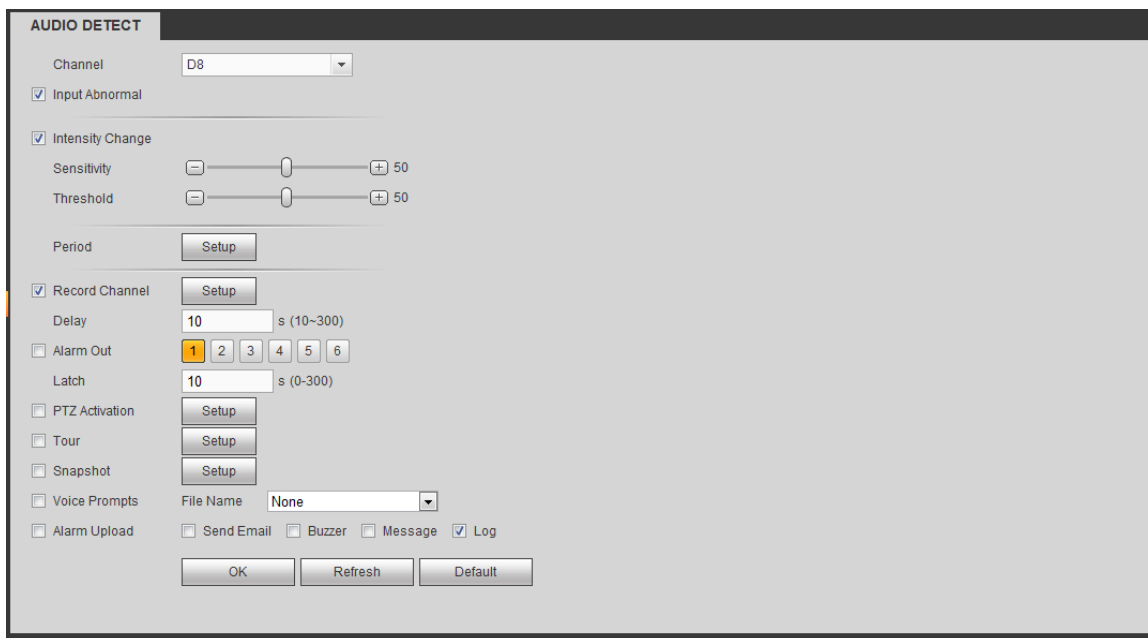 AUDIO DETECT
Channel D8
Input Abnormal
Intensity Change
Sensitivity 50
Threshold 50
Period Setup
Record Channel Setup
Delay 10 s (10~300)
Alarm Out 1 2 3 4 5 6
Latch 10 s (0-300)
PTZ Activation Setup
Tour Setup
Snapshot Setup
Voice Prompts File Name None
Alarm Upload Send Email Buzzer Message Log
OK Refresh Default